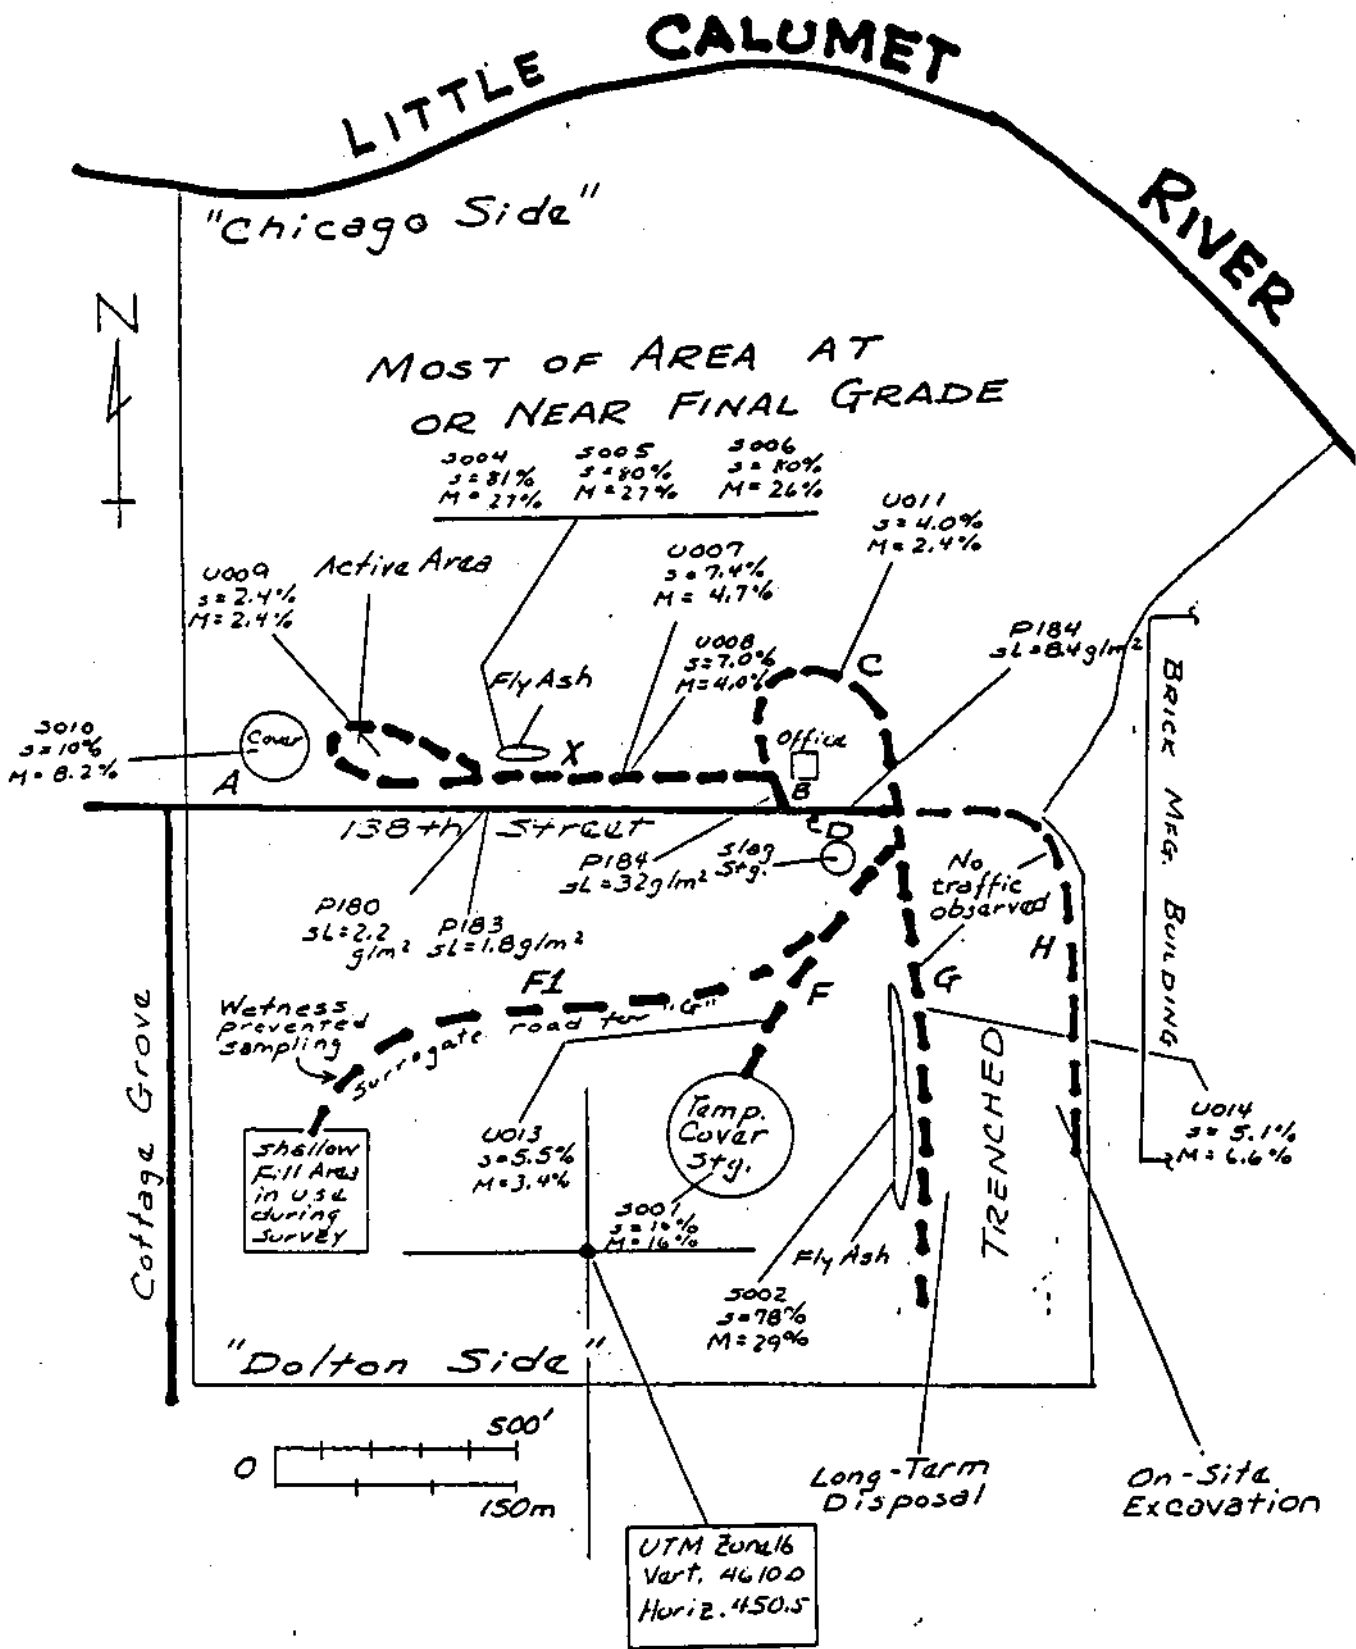 LITTLE CALUMET RIVER
"Chicago Side"
N
MOST OF AREA AT
OR NEAR FINAL GRADE
S004
s=81%
M=27%
S005
s=80%
M=27%
S006
s=80%
M=26%
U011
s=4.0%
M=2.4%
U009
s=2.4%
M=2.4%
Active Area
U007
s=7.4%
M=4.7%
U008
s=7.0%
M=4.0%
P184
sL=8.4g/m²
C
Fly Ash
X
Office
S010
s=10%
M=8.2%
Cover
A
B
138th Street
D
Slag
Stg.
P184
sL=32g/m²
No
traffic
observed
BRICK MFG. BUILDING
P180
sL=2.2
g/m²
P183
sL=1.8g/m²
H
F1
F
G
Wetness
prevented
sampling
Surrogate road for "G"
Cottage Grove
TRENCHED
Temp.
Cover
Stg.
U013
s=5.5%
M=3.4%
U014
s=5.1%
M=6.6%
Shallow
Fill Area
in use
during
survey
S001
M=16%
Fly Ash
S002
s=78%
M=29%
"Dolton Side"
500'
0
150m
Long-Term
Disposal
On-Site
Excavation
UTM Zone16
Vert. 4610.0
Horiz. 450.5